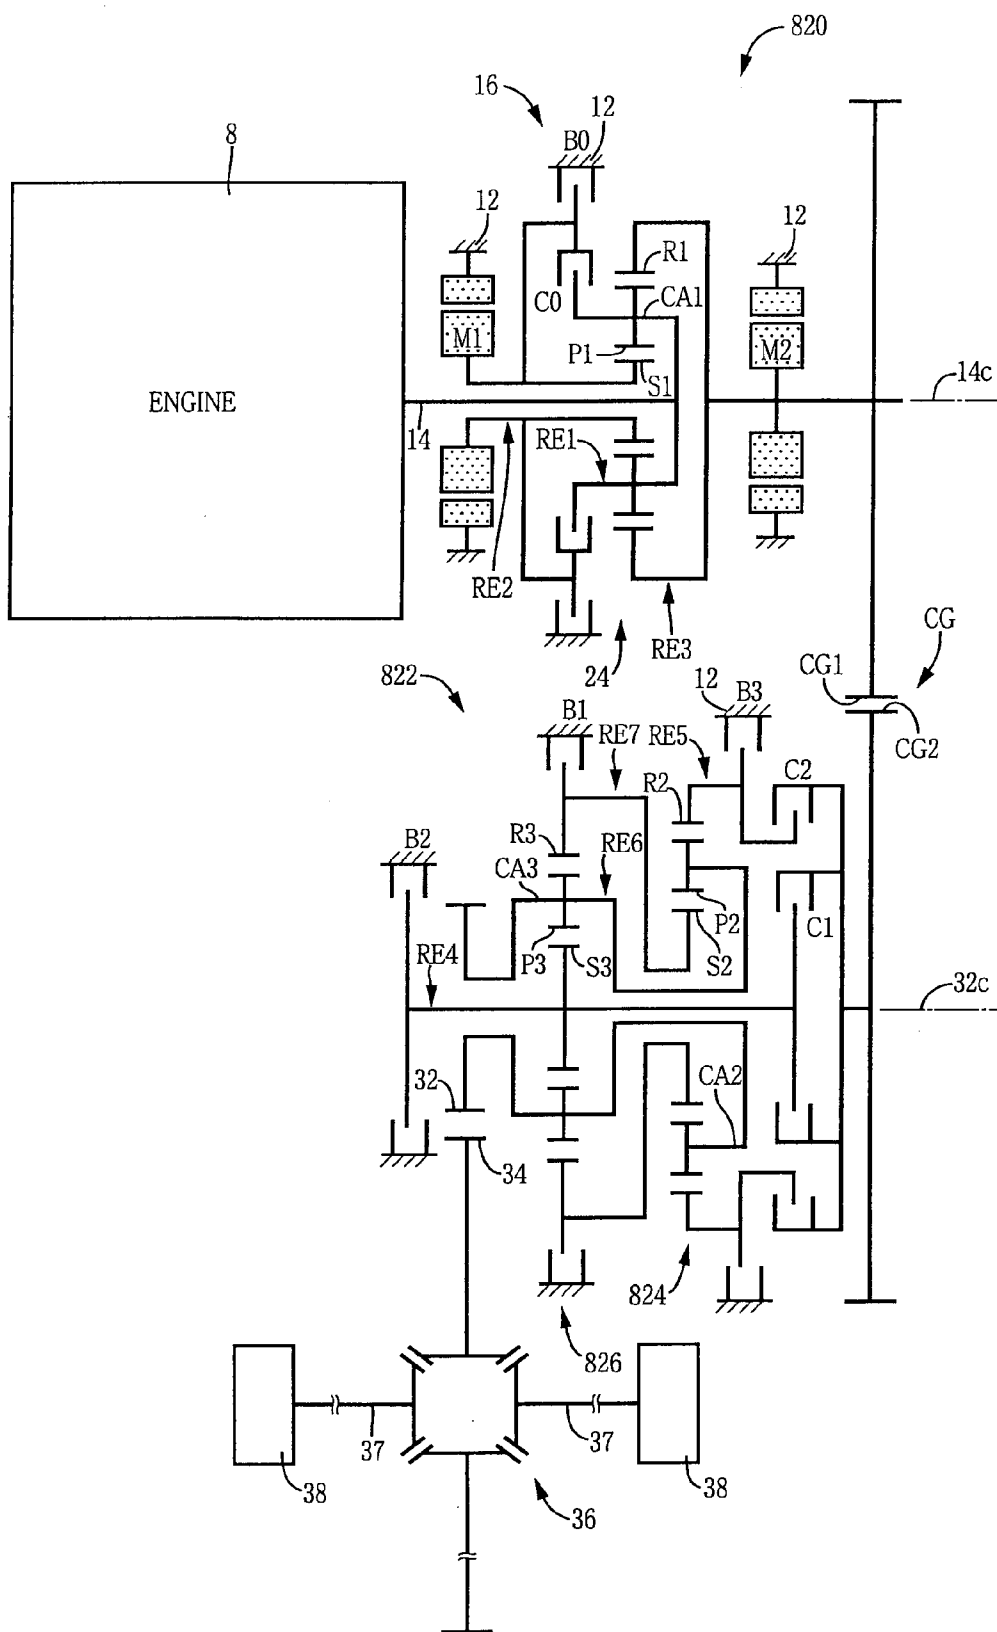 820
16
12
B0
8
12
12
R1
C0
CA1
M1
P1
M2
S1
14c
ENGINE
14
RE1
RE2
RE3
CG
24
822
12
B3
CG1
B1
RE7
RE5
CG2
C2
R2
R3
RE6
B2
CA3
P2
C1
RE4
P3
S3
S2
32c
32
CA2
34
824
826
37
37
38
38
36